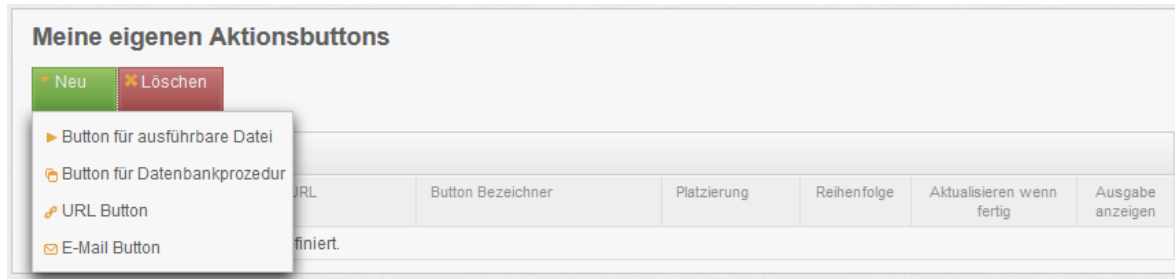 Meine eigenen Aktionsbuttons
Neu Löschen
Button für ausführbare Datei
Button für Datenbankprozedur
URL Button
E-Mail Button
URL Button Bezeichner Platzierung Reihenfolge Aktualisieren wenn fertig Ausgabe anzeigen
finiert.